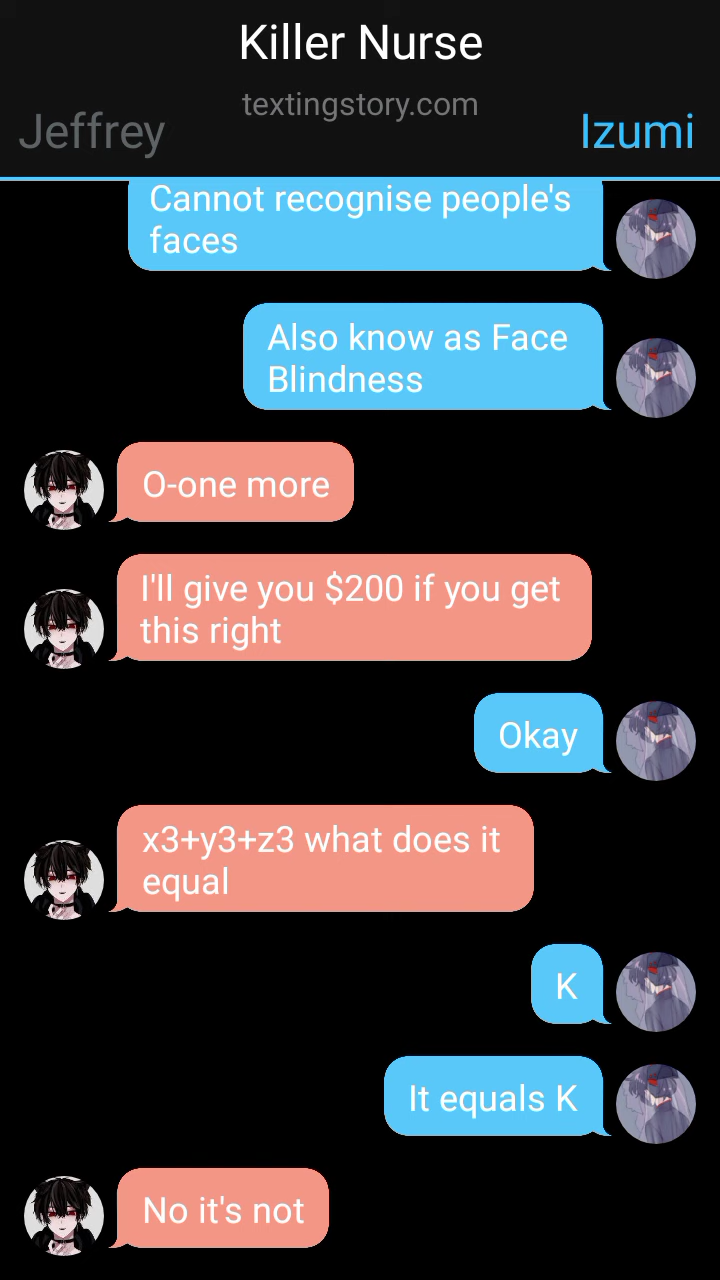 Killer Nurse
textingstory.com
Jeffrey
Izumi
Cannot recognise people's
faces
Also know as Face
Blindness
O-one more
I'll give you $200 if you get
this right
Okay
x3+y3+z3 what does it
equal
K
It equals K
No it's not